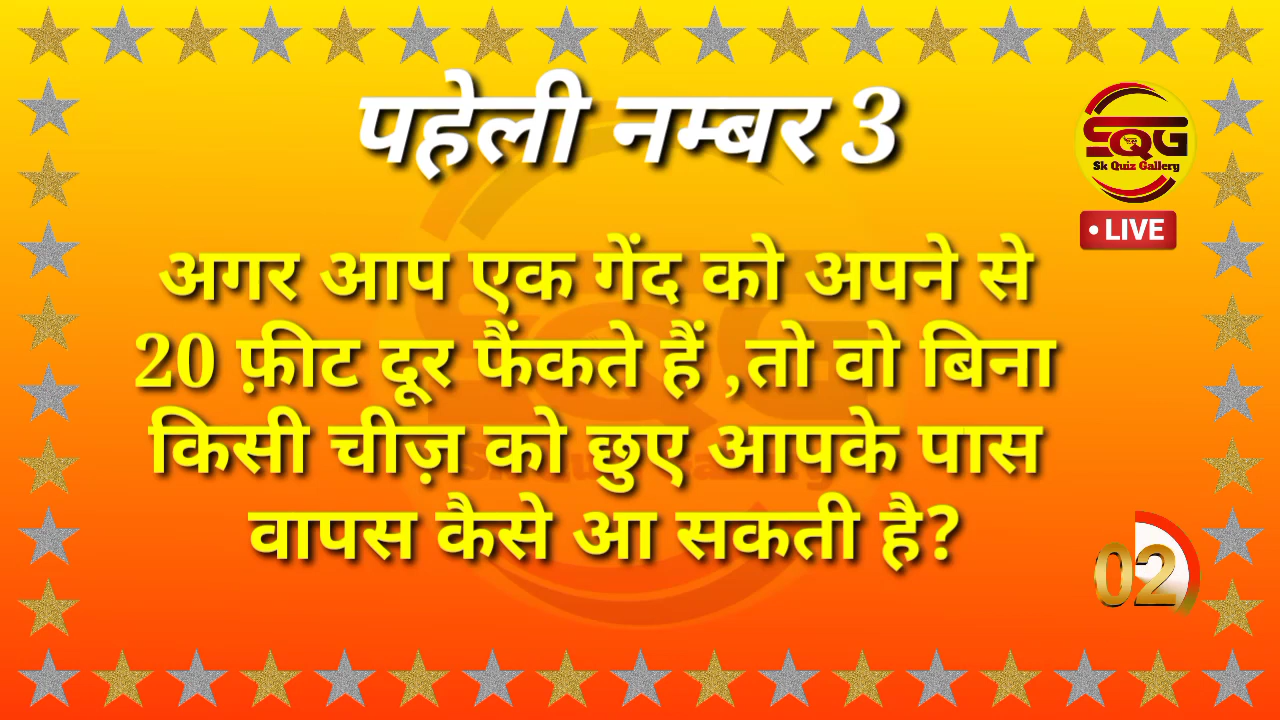 पहेली नम्बर 3
SQG
Sk Quiz Gallery
• LIVE
अगर आप एक गेंद को अपने से
20 फ़ीट दूर फैंकते हैं ,तो वो बिना
किसी चीज़ को छुए आपके पास
वापस कैसे आ सकती है?
02